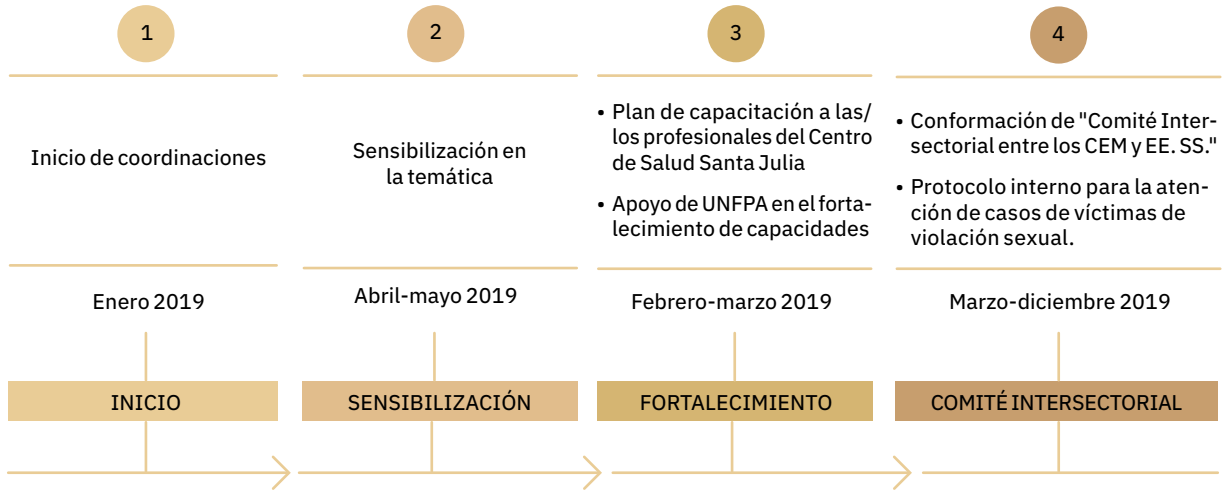 1
Inicio de coordinaciones
Enero 2019
INICIO
2
Sensibilización en
la temática
Abril-mayo 2019
SENSIBILIZACIÓN
3
• Plan de capacitación a las/
los profesionales del Centro
de Salud Santa Julia
• Apoyo de UNFPA en el forta-
lecimiento de capacidades
Febrero-marzo 2019
FORTALECIMIENTO
4
• Conformación de "Comité Inter-
sectorial entre los CEM y EE. SS."
• Protocolo interno para la aten-
ción de casos de víctimas de
violación sexual.
Marzo-diciembre 2019
COMITÉ INTERSECTORIAL